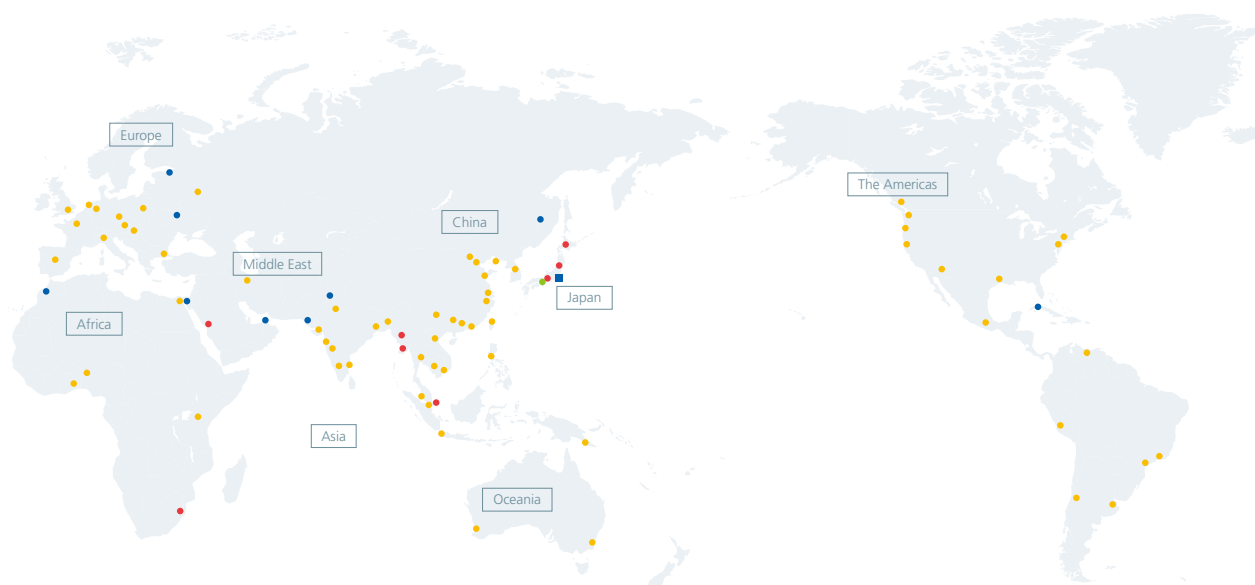 Europe
The Americas
China
Middle East
Japan
Africa
Asia
Oceania